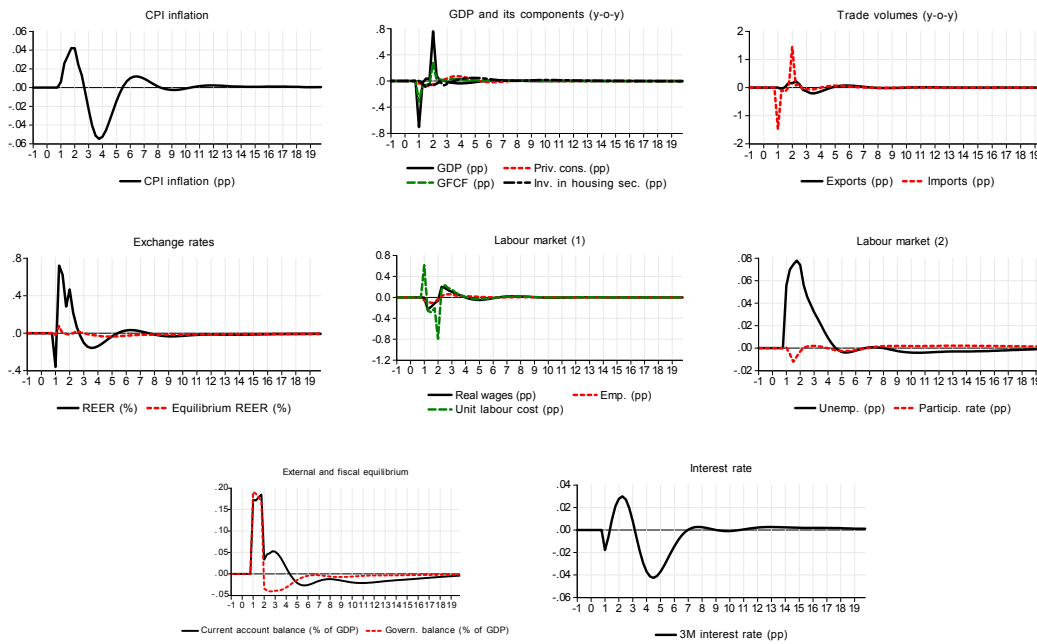 CPI inflation
.06
.04
.02
.00
-.02
-.04
-.06
-1 0 1 2 3 4 5 6 7 8 9 10 11 12 13 14 15 16 17 18 19
CPI inflation (pp)
GDP and its components (y-o-y)
.8
.4
.0
-.4
-.8
-1 0 1 2 3 4 5 6 7 8 9 10 11 12 13 14 15 16 17 18 19
GDP (pp) Priv. cons. (pp)
GFCF (pp) Inv. in housing sec. (pp)
Trade volumes (y-o-y)
2
1
0
-1
-2
-1 0 1 2 3 4 5 6 7 8 9 10 11 12 13 14 15 16 17 18 19
Exports (pp) Imports (pp)
Exchange rates
.8
.4
.0
-.4
-1 0 1 2 3 4 5 6 7 8 9 10 11 12 13 14 15 16 17 18 19
REER (%) Equilibrium REER (%)
Labour market (1)
0.8
0.4
0.0
-0.4
-0.8
-1.2
-1 0 1 2 3 4 5 6 7 8 9 10 11 12 13 14 15 16 17 18 19
Real wages (pp) Emp. (pp)
Unit labour cost (pp)
Labour market (2)
.08
.06
.04
.02
.00
-.02
-1 0 1 2 3 4 5 6 7 8 9 10 11 12 13 14 15 16 17 18 19
Unemp. (pp) Particip. rate (pp)
External and fiscal equilibrium
.20
.15
.10
.05
.00
-.05
-1 0 1 2 3 4 5 6 7 8 9 10 11 12 13 14 15 16 17 18 19
Current account balance (% of GDP) Govern. balance (% of GDP)
Interest rate
.04
.02
.00
-.02
-.04
-.06
-1 0 1 2 3 4 5 6 7 8 9 10 11 12 13 14 15 16 17 18 19
3M interest rate (pp)